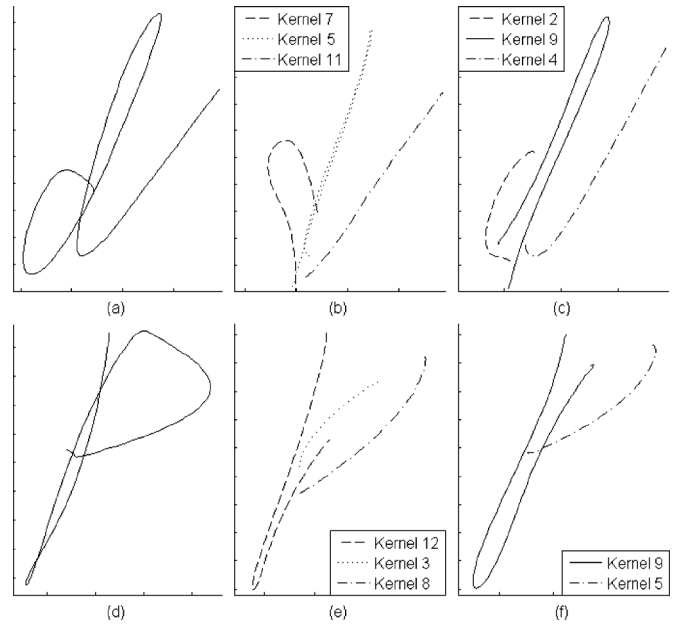 Kernel 7
Kernel 5
Kernel 11
Kernel 2
Kernel 9
Kernel 4
(a)
(b)
(c)
Kernel 12
Kernel 3
Kernel 8
Kernel 9
Kernel 5
(d)
(e)
(f)